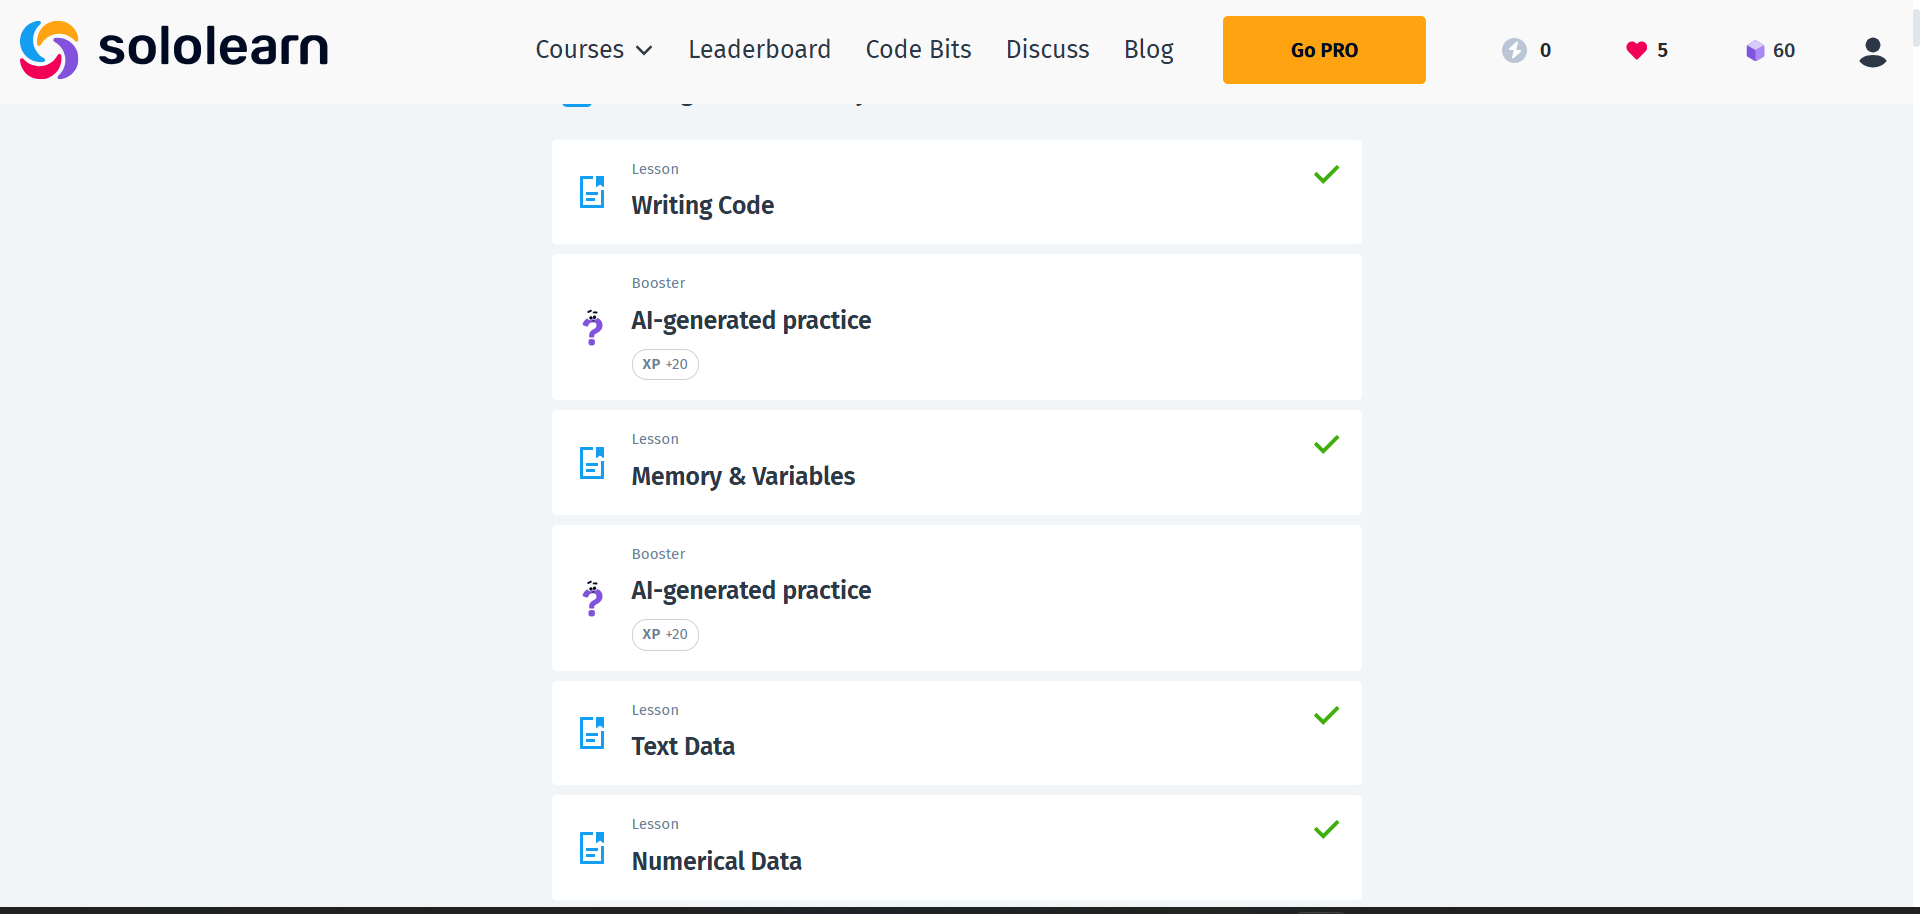 sololearn
Courses Leaderboard Code Bits Discuss Blog Go PRO 0 5 60
Lesson
Writing Code
Booster
AI-generated practice
XP +20
Lesson
Memory & Variables
Booster
AI-generated practice
XP +20
Lesson
Text Data
Lesson
Numerical Data